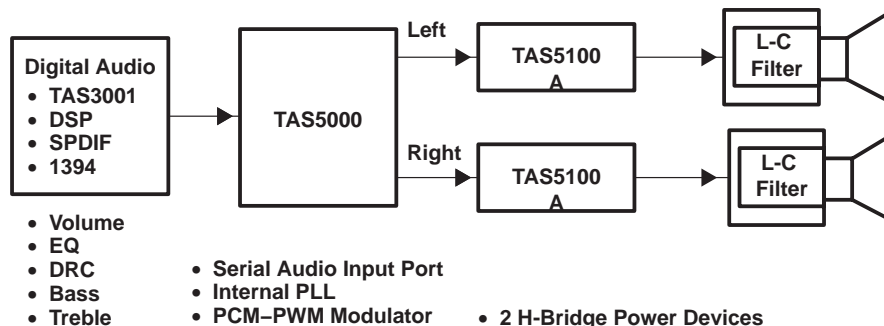 Digital Audio
• TAS3001
• DSP
• SPDIF
• 1394
TAS5000
Left
TAS5100
A
L-C
Filter
Right
TAS5100
A
L-C
Filter
• Volume
• EQ
• DRC
• Bass
• Treble
• Serial Audio Input Port
• Internal PLL
• PCM–PWM Modulator
• 2 H-Bridge Power Devices